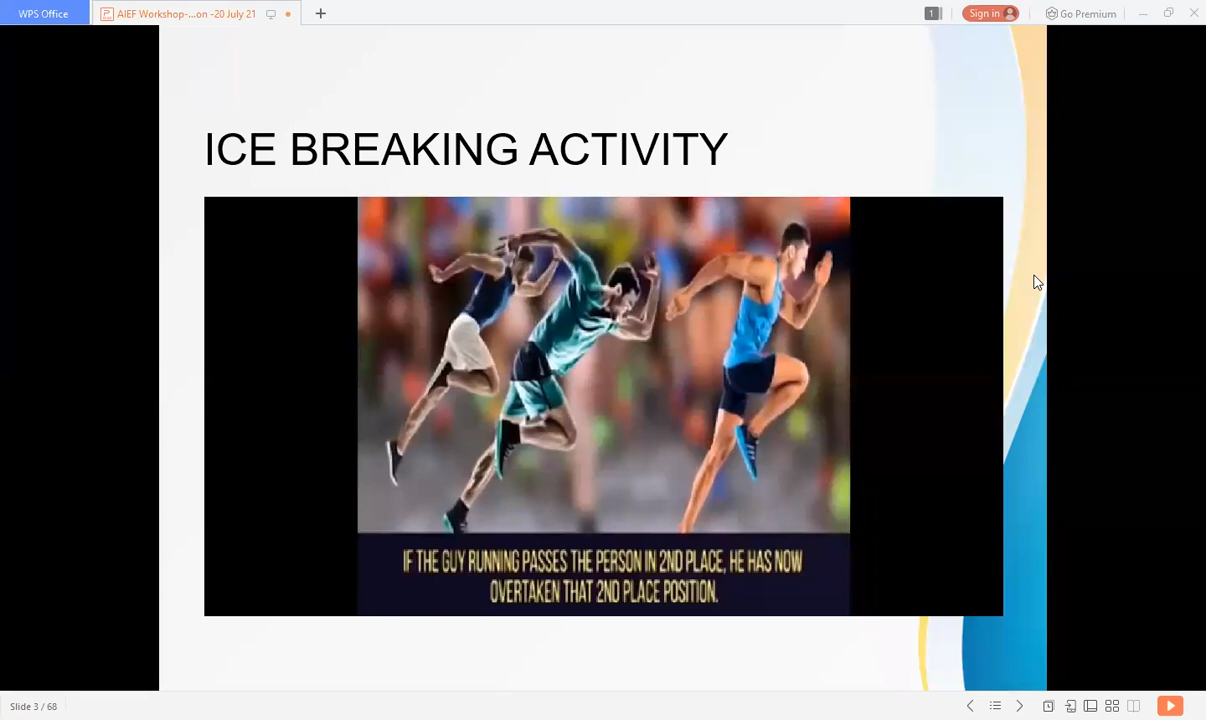 WPS Office
AIEF Workshop-...on -20 July 21
1
Sign in
Go Premium
ICE BREAKING ACTIVITY
IF THE GUY RUNNING PASSES THE PERSON IN 2ND PLACE, HE HAS NOW
OVERTAKEN THAT 2ND PLACE POSITION.
Slide 3 / 68